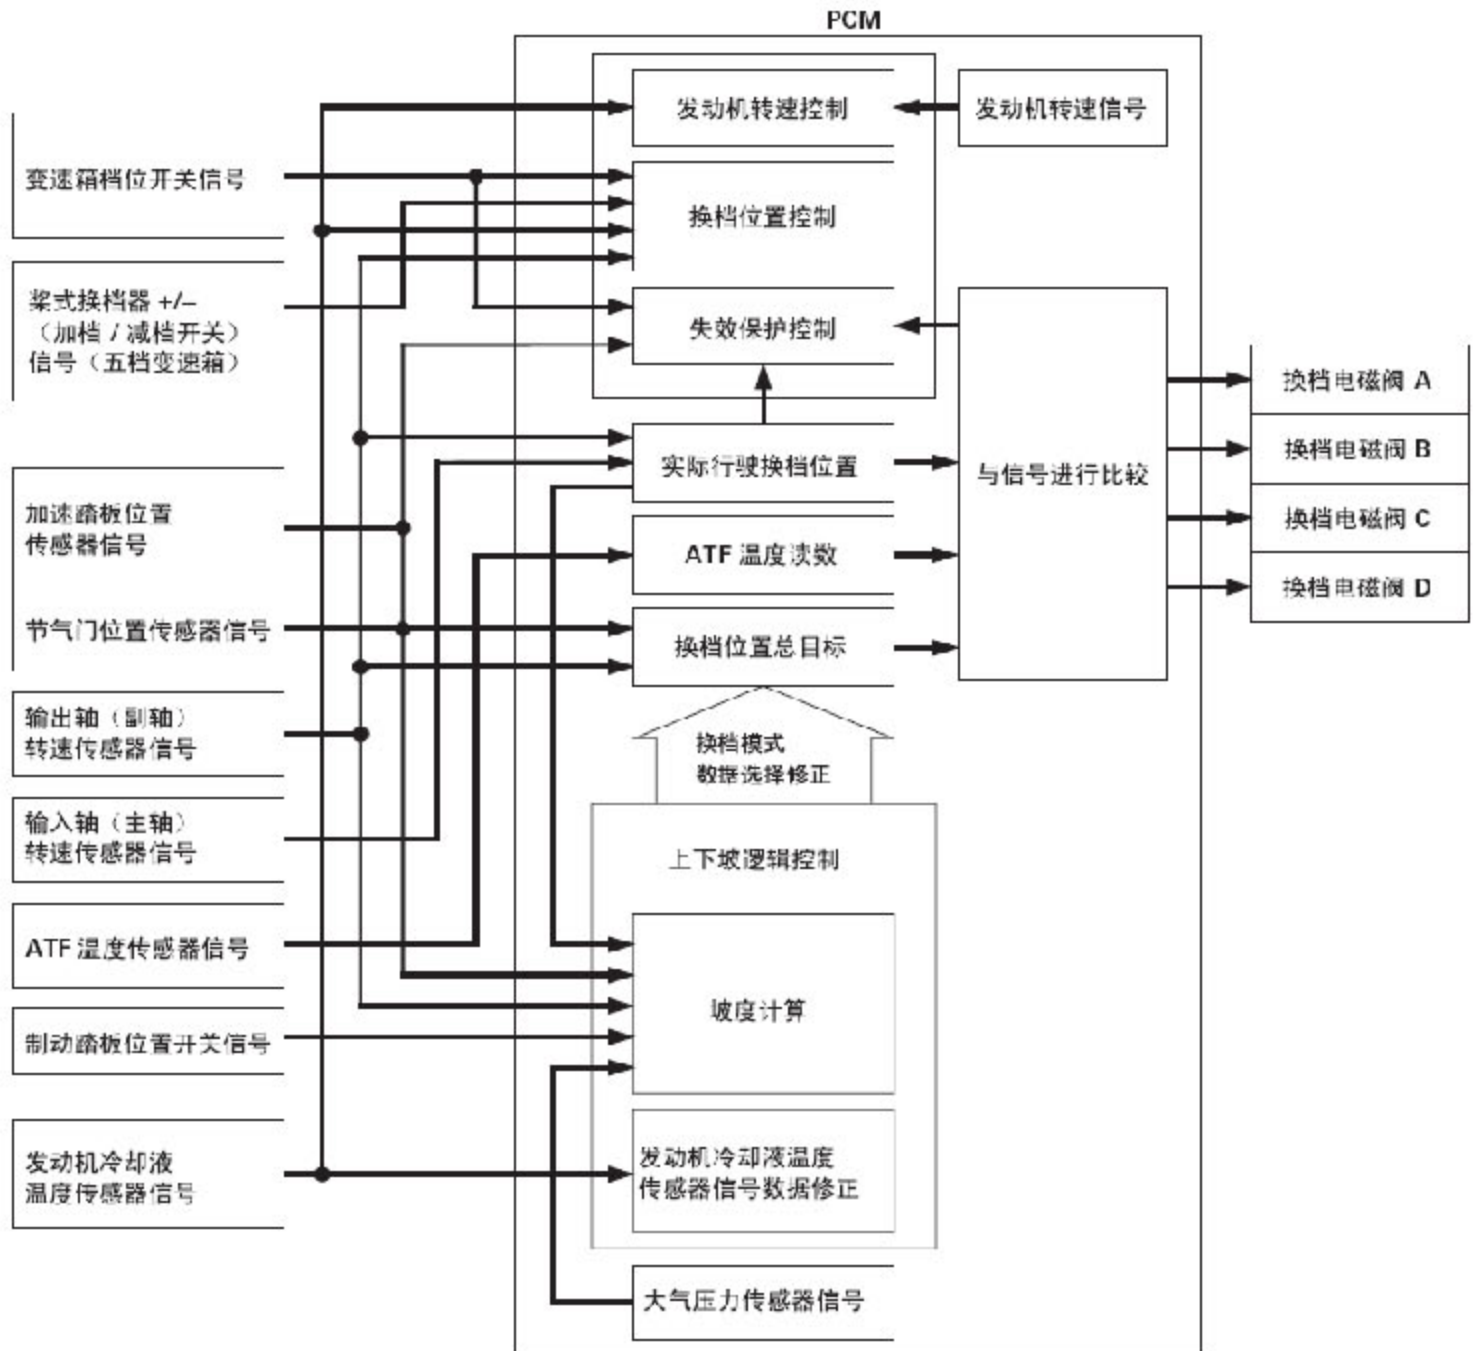 PCM
发动机转速控制
发动机转速信号
变速箱档位开关信号
换档位置控制
桨式换档器 +/–
（加档 / 减档开关）
信号（五档变速箱）
失效保护控制
换档电磁阀 A
换档电磁阀 B
换档电磁阀 C
换档电磁阀 D
实际行驶换档位置
与信号进行比较
加速踏板位置
传感器信号
ATF 温度读数
节气门位置传感器信号
换档位置总目标
输出轴（副轴）
转速传感器信号
换档模式
数据选择修正
输入轴（主轴）
转速传感器信号
上下坡逻辑控制
ATF 温度传感器信号
坡度计算
制动踏板位置开关信号
发动机冷却液
温度传感器信号
发动机冷却液温度
传感器信号数据修正
大气压力传感器信号